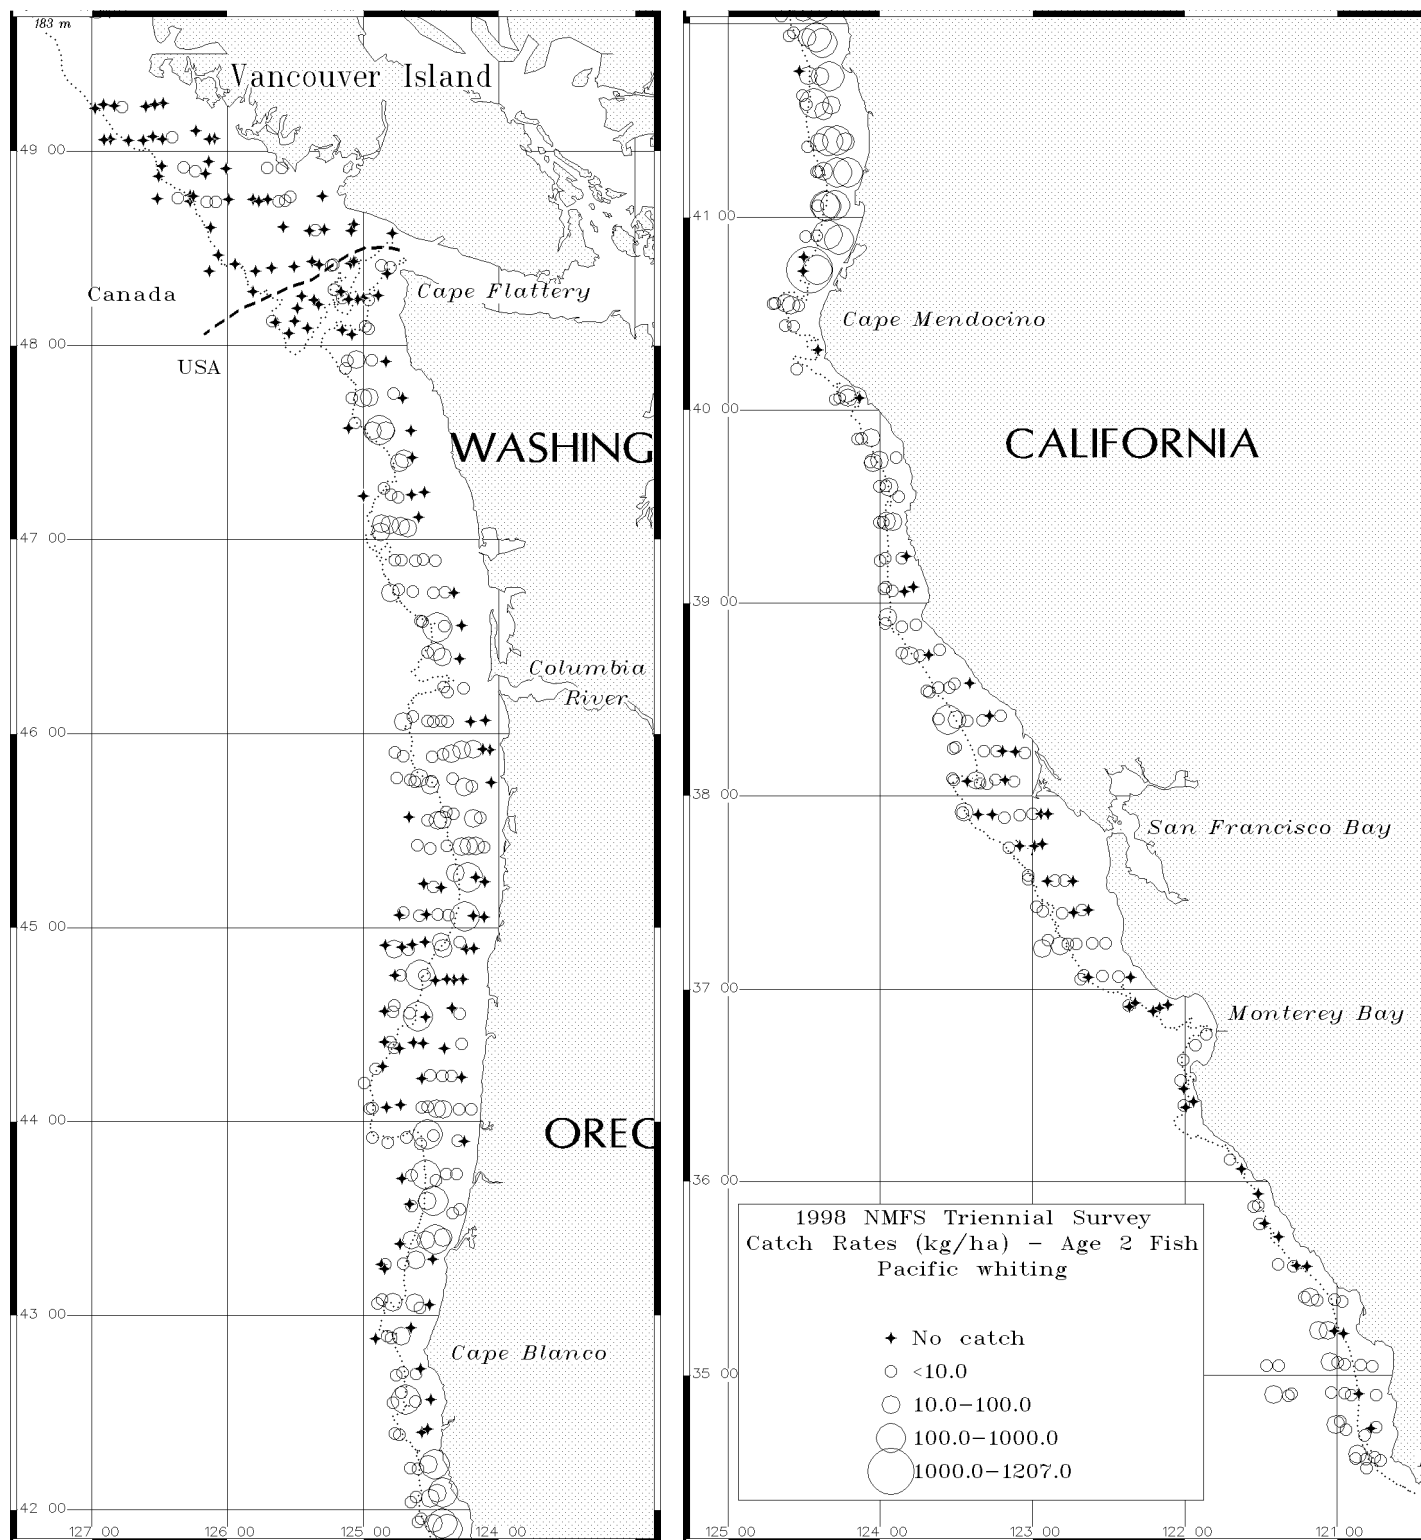 183 m
Vancouver Island
49 00
Canada
Cape Flattery
48 00
USA
WASHING
47 00
Columbia
River
46 00
45 00
44 00
OREG
43 00
Cape Blanco
42 00
127 00
126 00
125 00
124 00
41 00
Cape Mendocino
40 00
CALIFORNIA
39 00
38 00
San Francisco Bay
37 00
Monterey Bay
36 00
1998 NMFS Triennial Survey
Catch Rates (kg/ha) – Age 2 Fish
Pacific whiting
No catch
<10.0
10.0–100.0
100.0–1000.0
1000.0–1207.0
35 00
125 00
124 00
123 00
122 00
121 00